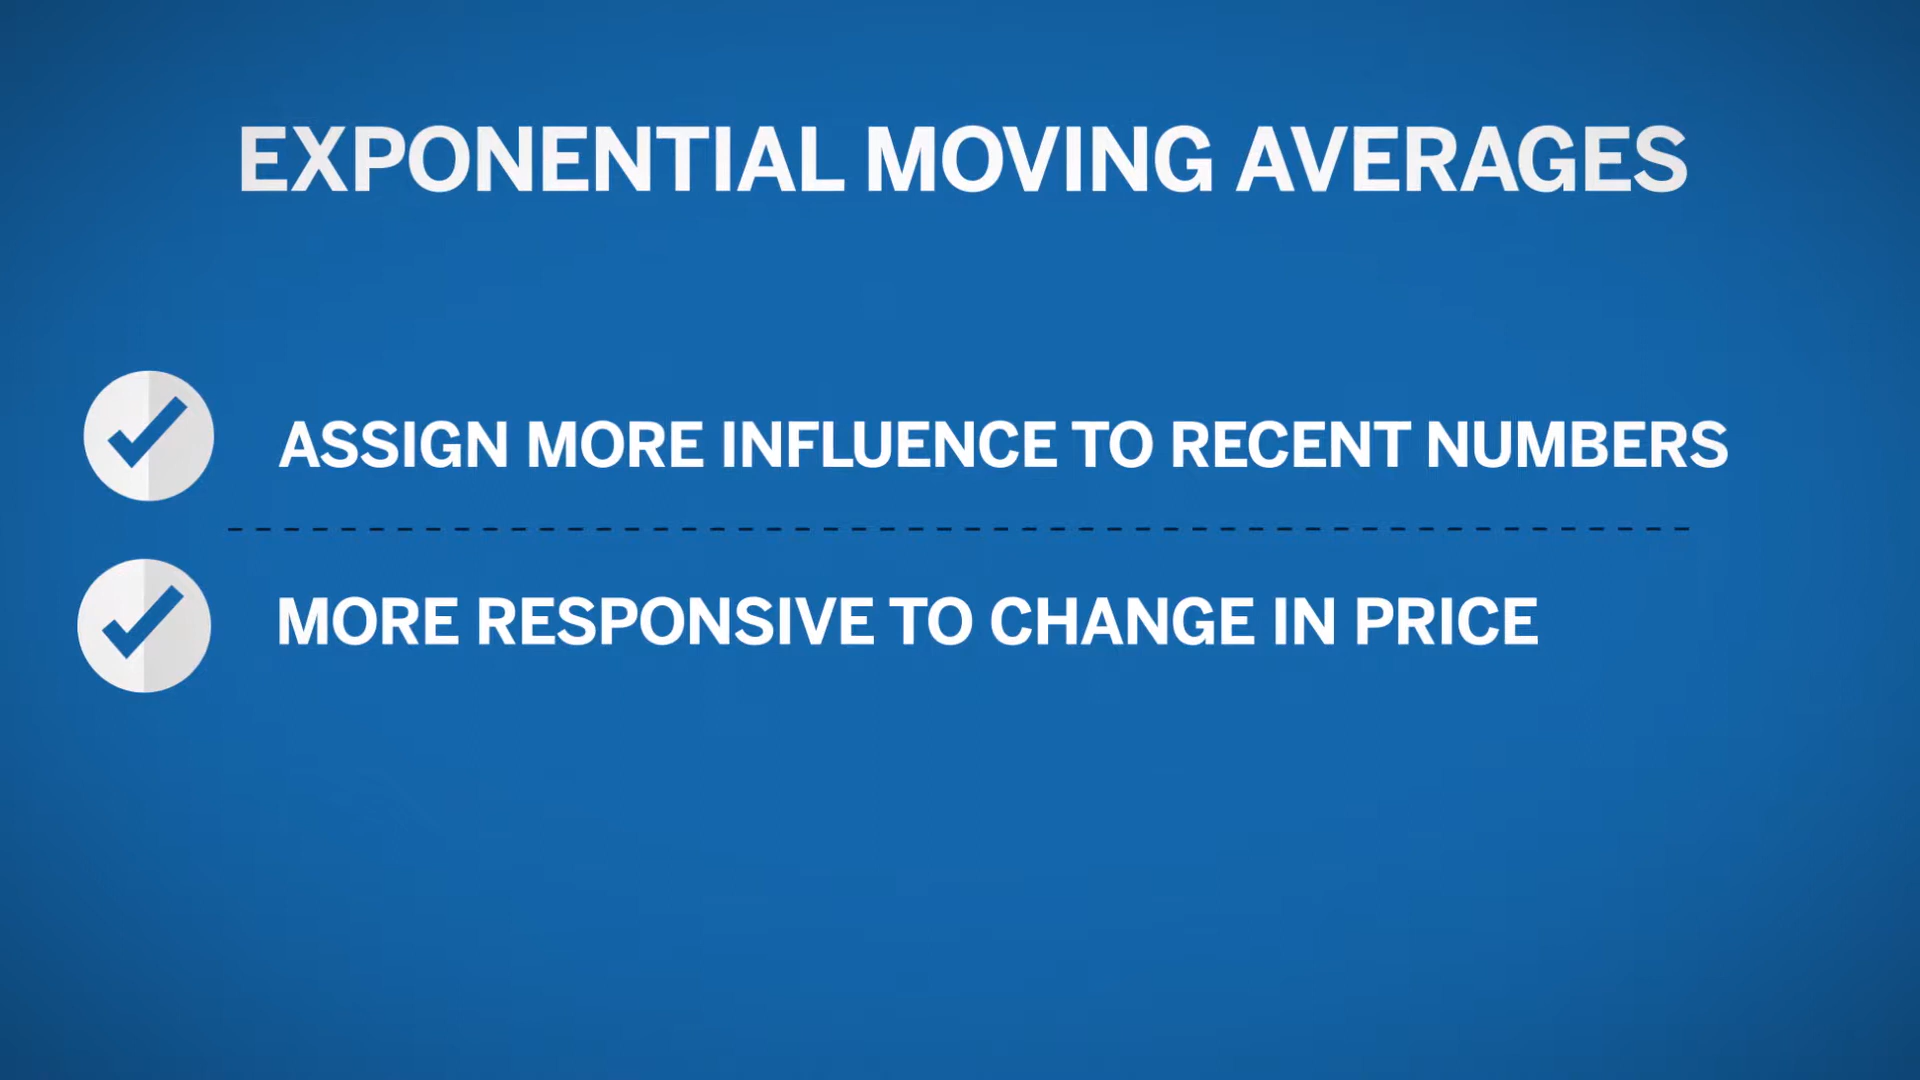 EXPONENTIAL MOVING AVERAGES
ASSIGN MORE INFLUENCE TO RECENT NUMBERS
MORE RESPONSIVE TO CHANGE IN PRICE